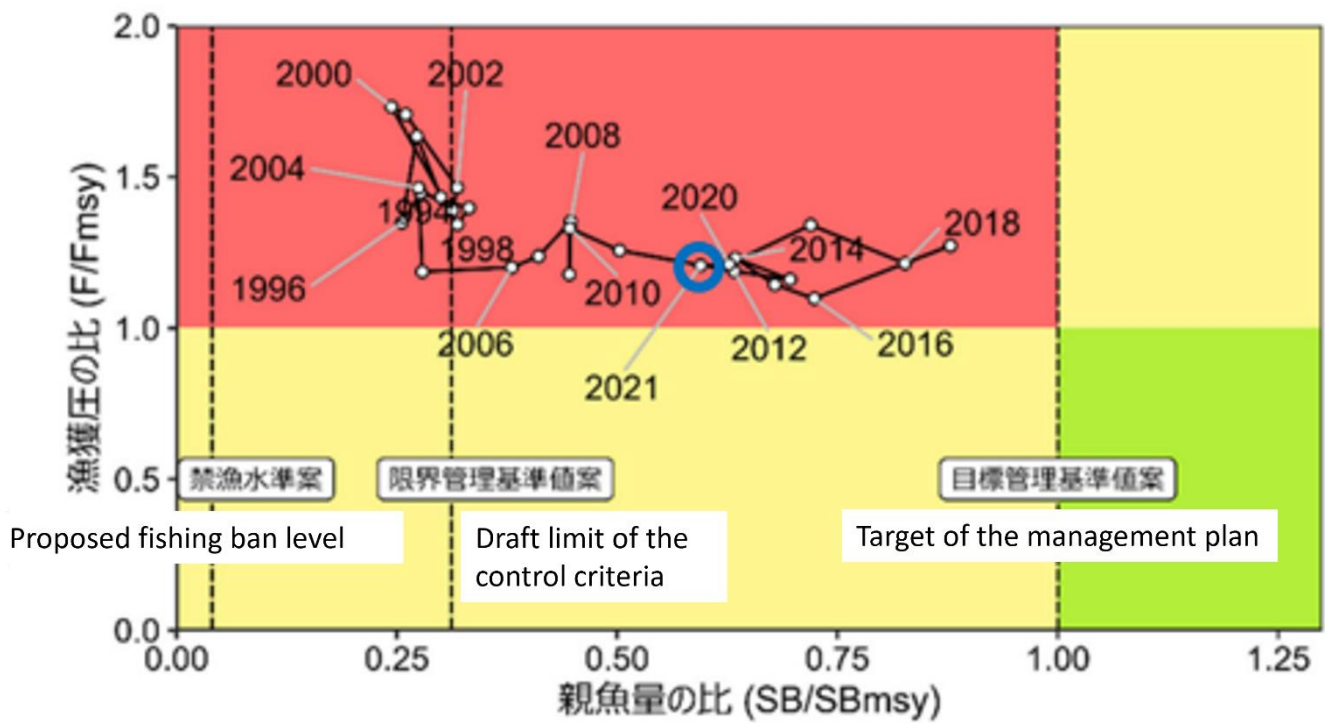 2.0
2000
2002
2008
1.5
2004
2020
1994
2018
1998
2014
1996
2010
漁獲圧の比 (F/Fmsy)
1.0
2006
2012
2016
2021
0.5
禁漁水準案
限界管理基準値案
目標管理基準値案
Proposed fishing ban level
Draft limit of the
control criteria
Target of the management plan
0.0
0.00
0.25
0.50
0.75
1.00
1.25
親魚量の比 (SB/SBmsy)